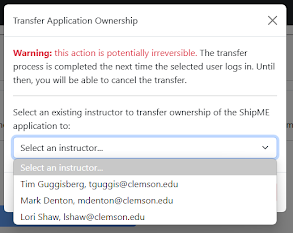 Transfer Application Ownership
Warning: this action is potentially irreversible. The transfer
process is completed the next time the selected user logs in. Until
then, you will be able to cancel the transfer.
Select an existing instructor to transfer ownership of the ShipME
application to:
Select an instructor...
Select an instructor...
Tim Guggisberg, tguggis@clemson.edu
Mark Denton, mdenton@clemson.edu
Lori Shaw, lshaw@clemson.edu